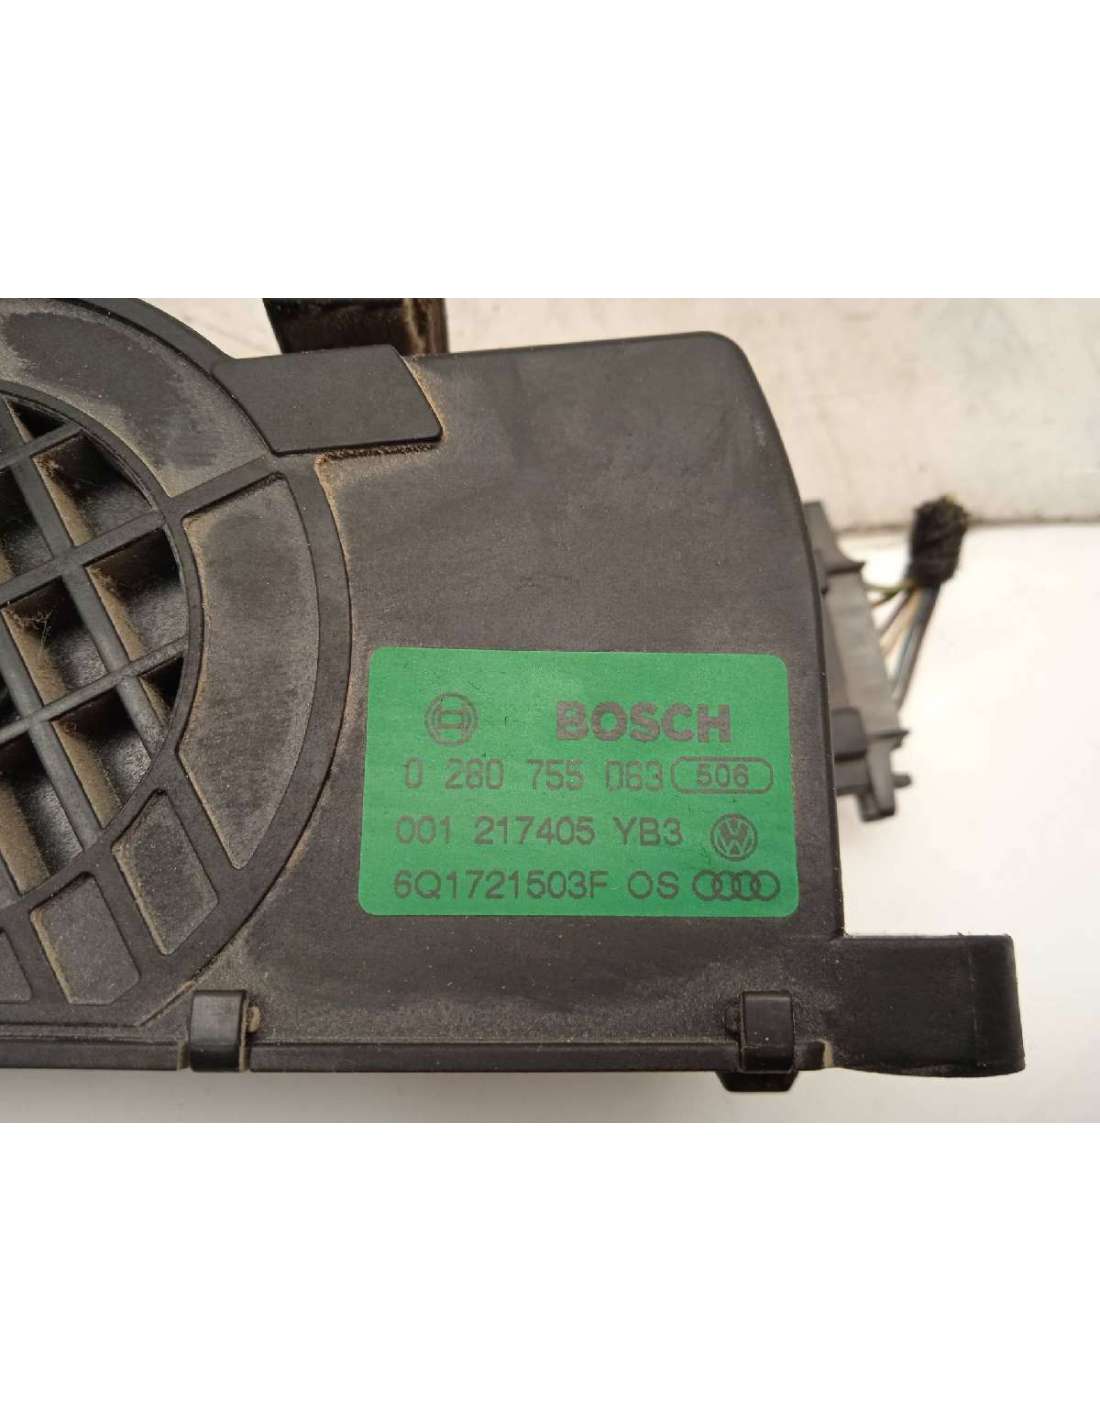 BOSCH
0 280 755 063 506
001 217405 YB3
6Q1721503F OS